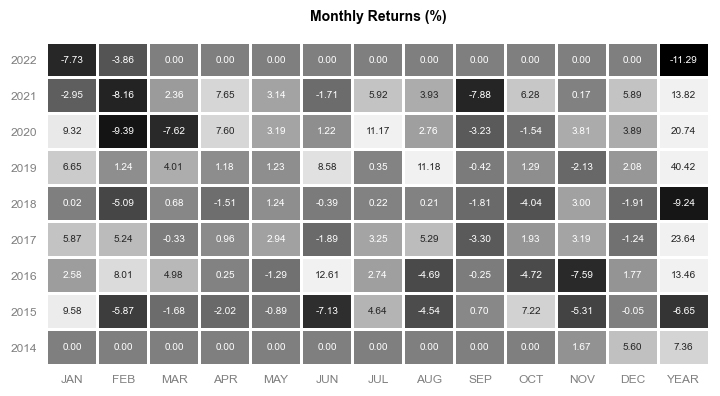 Monthly Returns (%)
2022 -7.73 -3.86 0.00 0.00 0.00 0.00 0.00 0.00 0.00 0.00 0.00 0.00 -11.29
2021 -2.95 -8.16 2.36 7.65 3.14 -1.71 5.92 3.93 -7.88 6.28 0.17 5.89 13.82
2020 9.32 -9.39 -7.62 7.60 3.19 1.22 11.17 2.76 -3.23 -1.54 3.81 3.89 20.74
2019 6.65 1.24 4.01 1.18 1.23 8.58 0.35 11.18 -0.42 1.29 -2.13 2.08 40.42
2018 0.02 -5.09 0.68 -1.51 1.24 -0.39 0.22 0.21 -1.81 -4.04 3.00 -1.91 -9.24
2017 5.87 5.24 -0.33 0.96 2.94 -1.89 3.25 5.29 -3.30 1.93 3.19 -1.24 23.64
2016 2.58 8.01 4.98 0.25 -1.29 12.61 2.74 -4.69 -0.25 -4.72 -7.59 1.77 13.46
2015 9.58 -5.87 -1.68 -2.02 -0.89 -7.13 4.64 -4.54 0.70 7.22 -5.31 -0.05 -6.65
2014 0.00 0.00 0.00 0.00 0.00 0.00 0.00 0.00 0.00 0.00 1.67 5.60 7.36
JAN FEB MAR APR MAY JUN JUL AUG SEP OCT NOV DEC YEAR